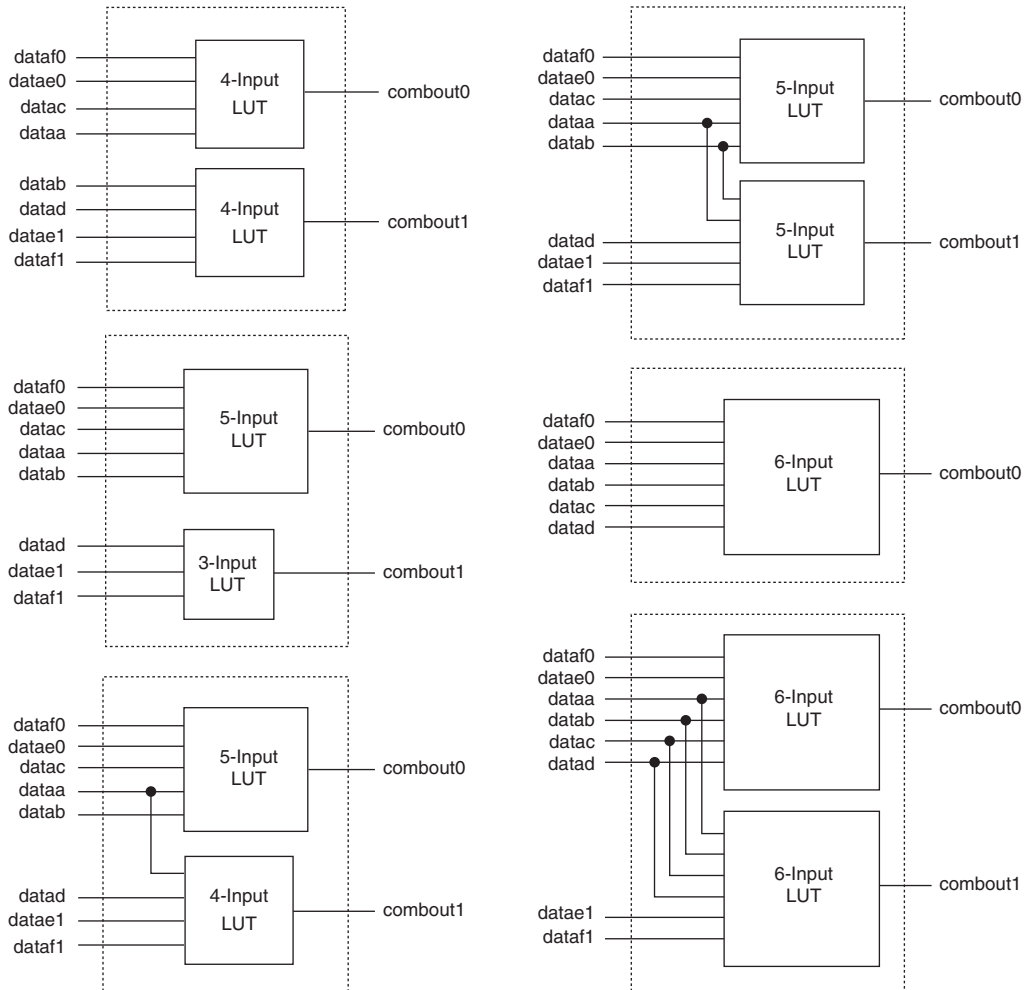 dataf0
datae0
datac
dataa
4-Input
LUT
combout0
datab
datad
datae1
dataf1
4-Input
LUT
combout1
dataf0
datae0
datac
dataa
datab
5-Input
LUT
combout0
datad
datae1
dataf1
3-Input
LUT
combout1
dataf0
datae0
datac
dataa
datab
5-Input
LUT
combout0
datad
datae1
dataf1
4-Input
LUT
combout1
dataf0
datae0
datac
dataa
datab
5-Input
LUT
combout0
datad
datae1
dataf1
5-Input
LUT
combout1
dataf0
datae0
dataa
datab
datac
datad
6-Input
LUT
combout0
dataf0
datae0
dataa
datab
datac
datad
6-Input
LUT
combout0
datae1
dataf1
6-Input
LUT
combout1